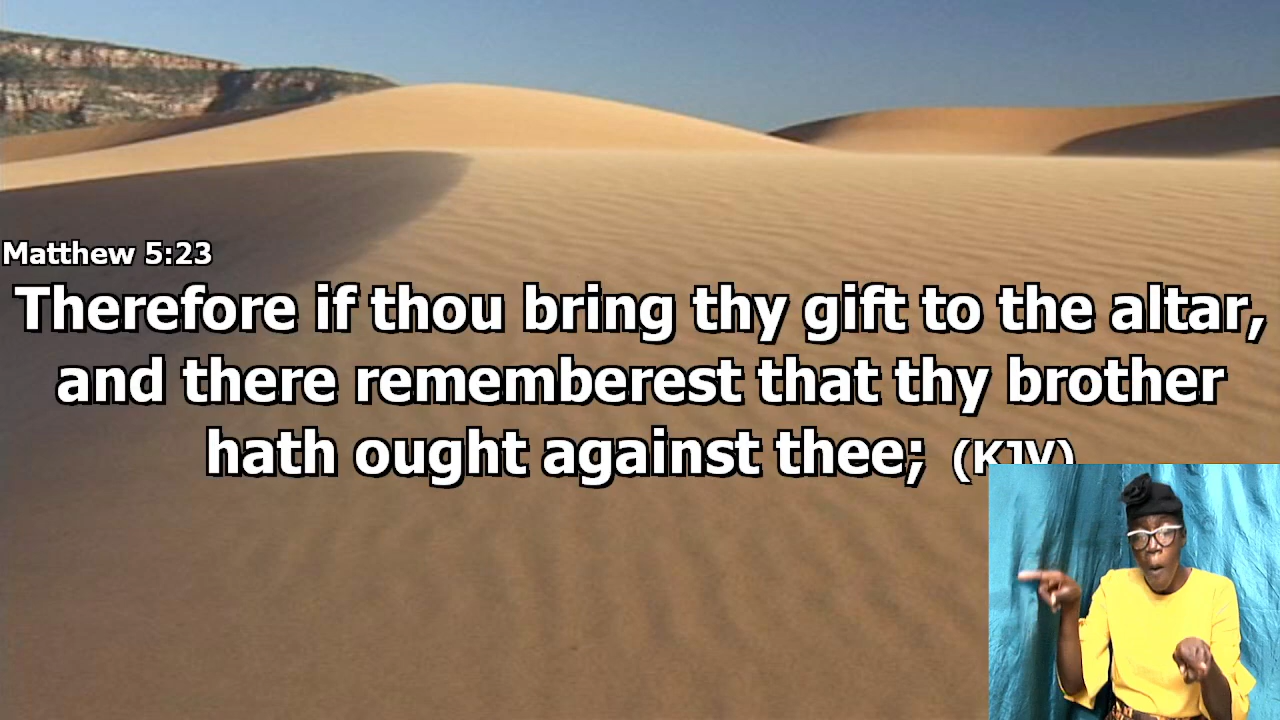 Matthew 5:23
Therefore if thou bring thy gift to the altar,
and there rememberest that thy brother
hath ought against thee; (KJV)